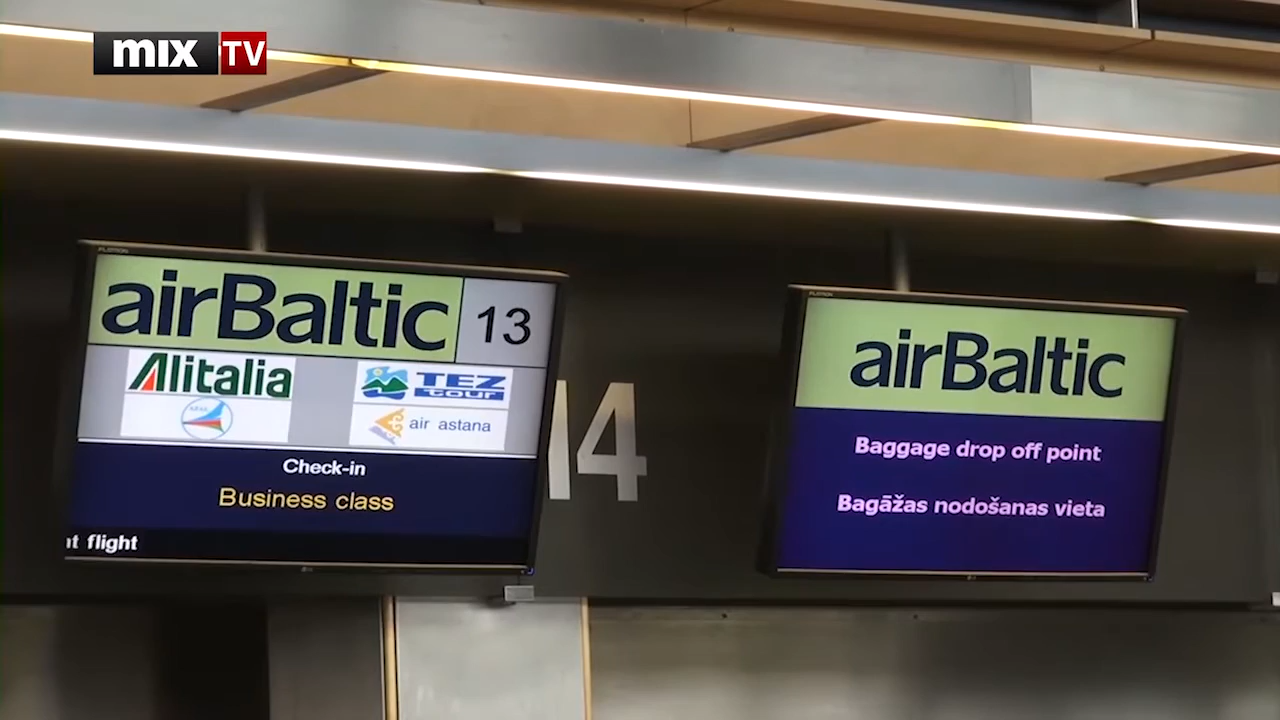 mix TV
airBaltic 13
Alitalia
TEZ
tour
air astana
Check-in
Business class
flight
14
airBaltic
Baggage drop off point
Bagāžas nodošanas vieta